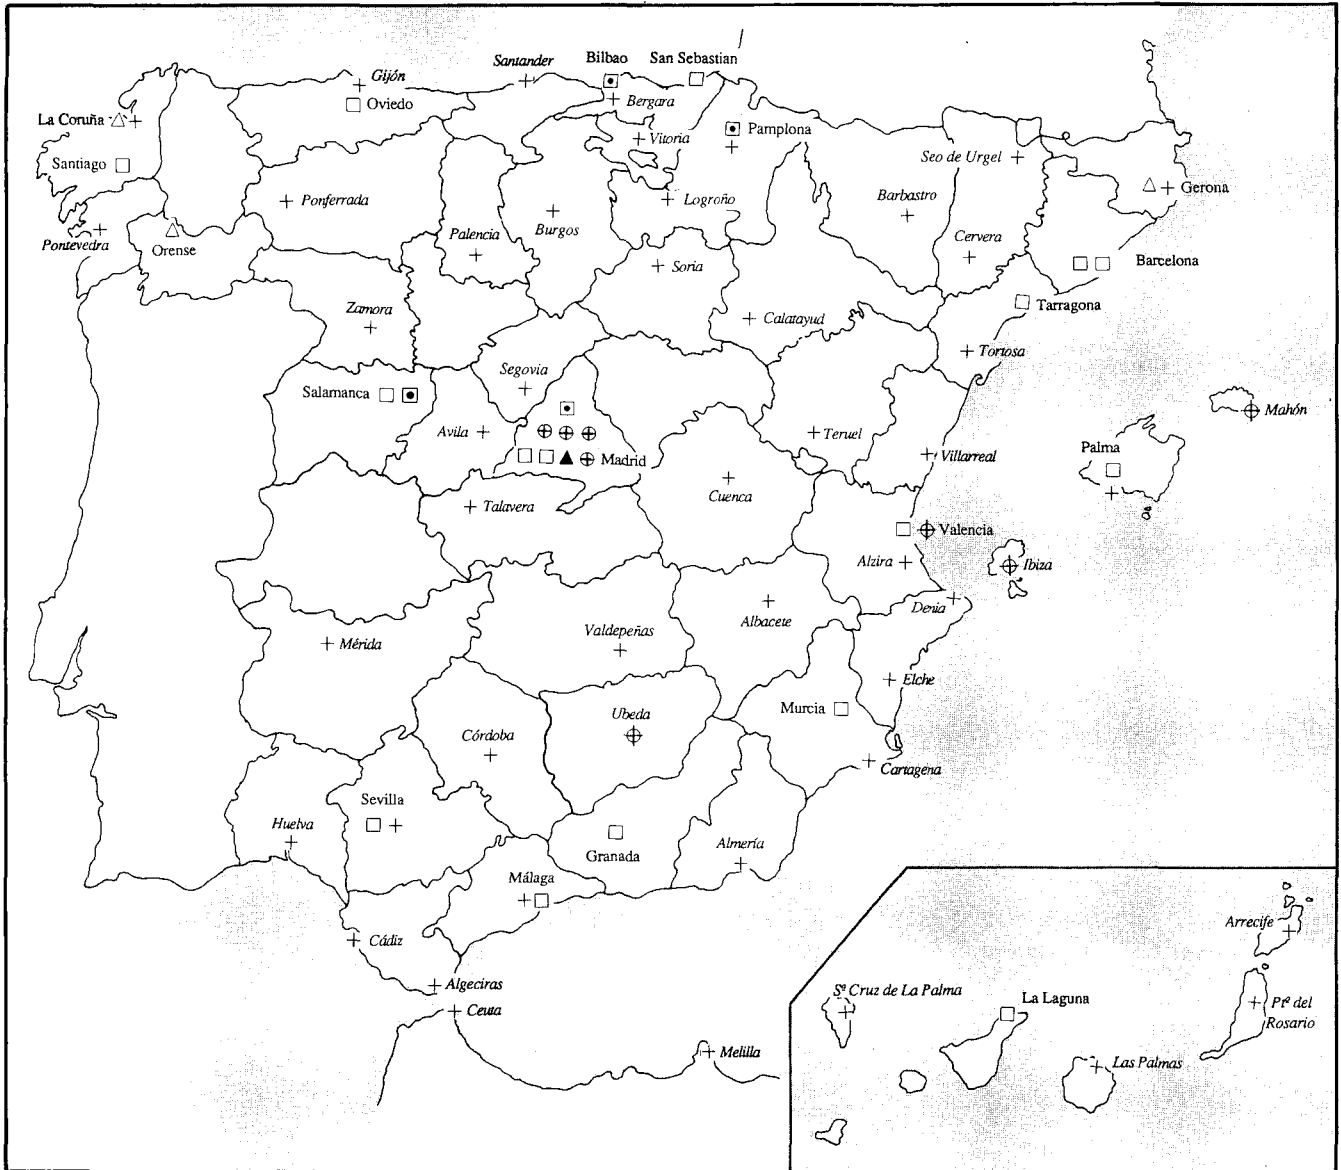 Gijón
Santander
Bilbao
San Sebastian
Oviedo
Bergara
La Coruña
Vitoria
Pamplona
Santiago
Seo de Urgel
Gerona
Ponferrada
Logroño
Barbastro
Pontevedra
Orense
Palencia
Burgos
Cervera
Soria
Barcelona
Zamora
Calatayud
Tarragona
Tortosa
Segovia
Salamanca
Mahón
Avila
Teruel
Villarreal
Palma
Madrid
Cuenca
Talavera
Valencia
Alzira
Ibiza
Denia
Albacete
Mérida
Valdepeñas
Elche
Murcia
Ubeda
Córdoba
Cartagena
Sevilla
Huelva
Granada
Almería
Málaga
Cádiz
Arrecife
Algeciras
Sª Cruz de La Palma
La Laguna
Ceuta
Ptº del
Rosario
Melilla
Las Palmas